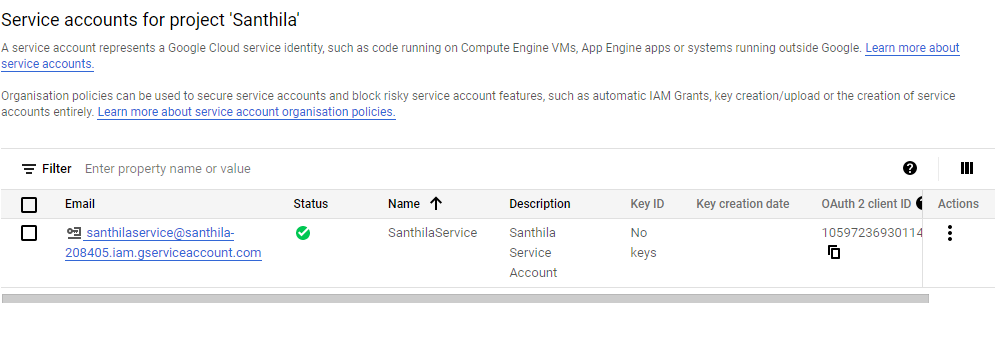 Service accounts for project 'Santhila'
A service account represents a Google Cloud service identity, such as code running on Compute Engine VMs, App Engine apps or systems running outside Google. Learn more about
service accounts.
Organisation policies can be used to secure service accounts and block risky service account features, such as automatic IAM Grants, key creation/upload or the creation of service
accounts entirely. Learn more about service account organisation policies.
Filter Enter property name or value
Email Status Name Description Key ID Key creation date OAuth 2 client ID Actions
santhilaservice@santhila- SanthilaService Santhila No 10597236930114
208405.iam.gserviceaccount.com Service keys
Account